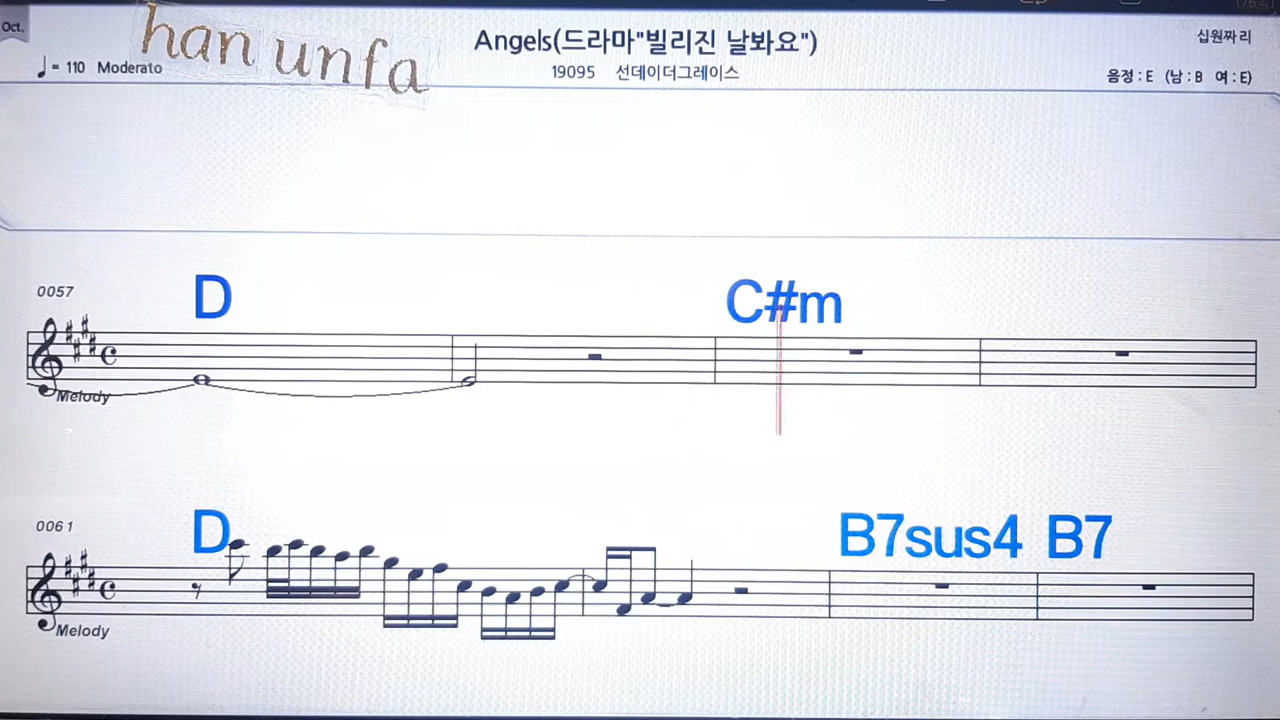 Oct.
han unfa
Angels(드라마"빌리진 날봐요")
십원짜리
♩= 110 Moderato
19095 선데이더그레이스
음정 : E (남 : B 여 : E)
0057
D C#m
Melody
0061
D B7sus4 B7
Melody